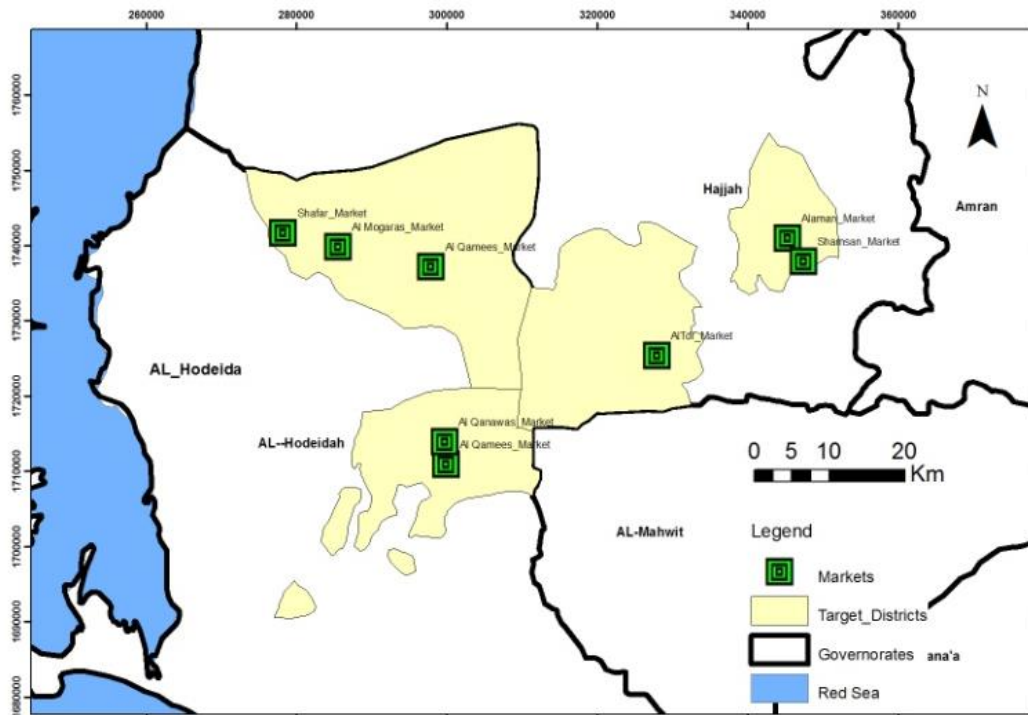 260000 280000 300000 320000 340000 360000
1760000
1750000
1740000
1730000
1720000
1710000
1700000
1690000
1680000
N
Hajjah
Amran
Shafar_Market
Al Mogaras_Market
Al Qamees_Market
Alaman_Market
Shamsan_Market
AlTor_Market
AL_Hodeida
Al Qanawas_Market
AL--Hodeidah
Al Qamees_Market
AL-Mahwit
0 5 10 20
Km
Legend
Markets
Target_Districts
Governorates
ana'a
Red Sea